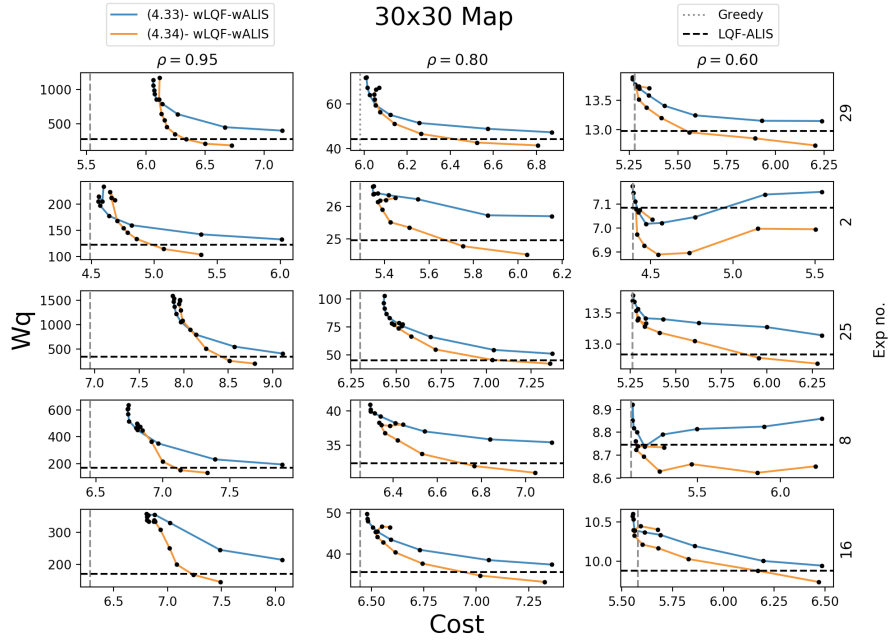 30x30 Map
(4.33)- wLQF-wALIS
(4.34)- wLQF-wALIS
Greedy
LQF-ALIS
ρ = 0.95
ρ = 0.80
ρ = 0.60
1000
500
5.5 6.0 6.5 7.0
60
40
6.0 6.2 6.4 6.6 6.8
13.5
13.0
5.25 5.50 5.75 6.00 6.25
29
200
150
100
4.5 5.0 5.5 6.0
26
25
5.4 5.6 5.8 6.0 6.2
7.1
7.0
6.9
4.5 5.0 5.5
2
1500
1000
500
0
7.0 7.5 8.0 8.5 9.0
100
75
50
6.25 6.50 6.75 7.00 7.25
13.5
13.0
5.25 5.50 5.75 6.00 6.25
25
600
400
200
6.5 7.0 7.5
40
35
6.4 6.6 6.8 7.0
8.9
8.8
8.7
8.6
5.5 6.0
8
300
200
6.5 7.0 7.5 8.0
50
40
6.50 6.75 7.00 7.25
10.5
10.0
5.50 5.75 6.00 6.25 6.50
16
Wq
Cost
Exp no.